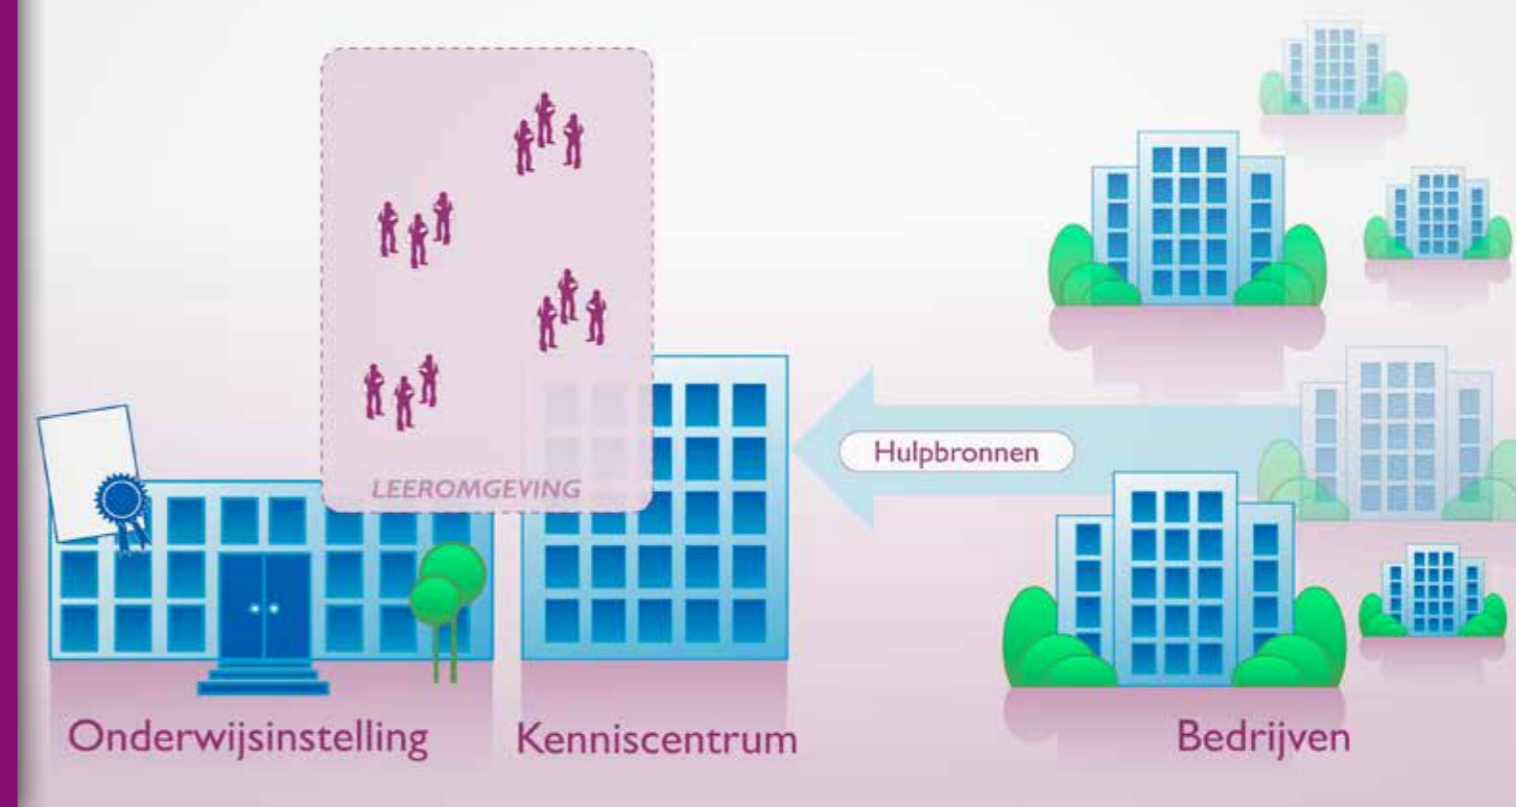 LEEROMGEVING
Hulpbronnen
Onderwijsinstelling
Kenniscentrum
Bedrijven